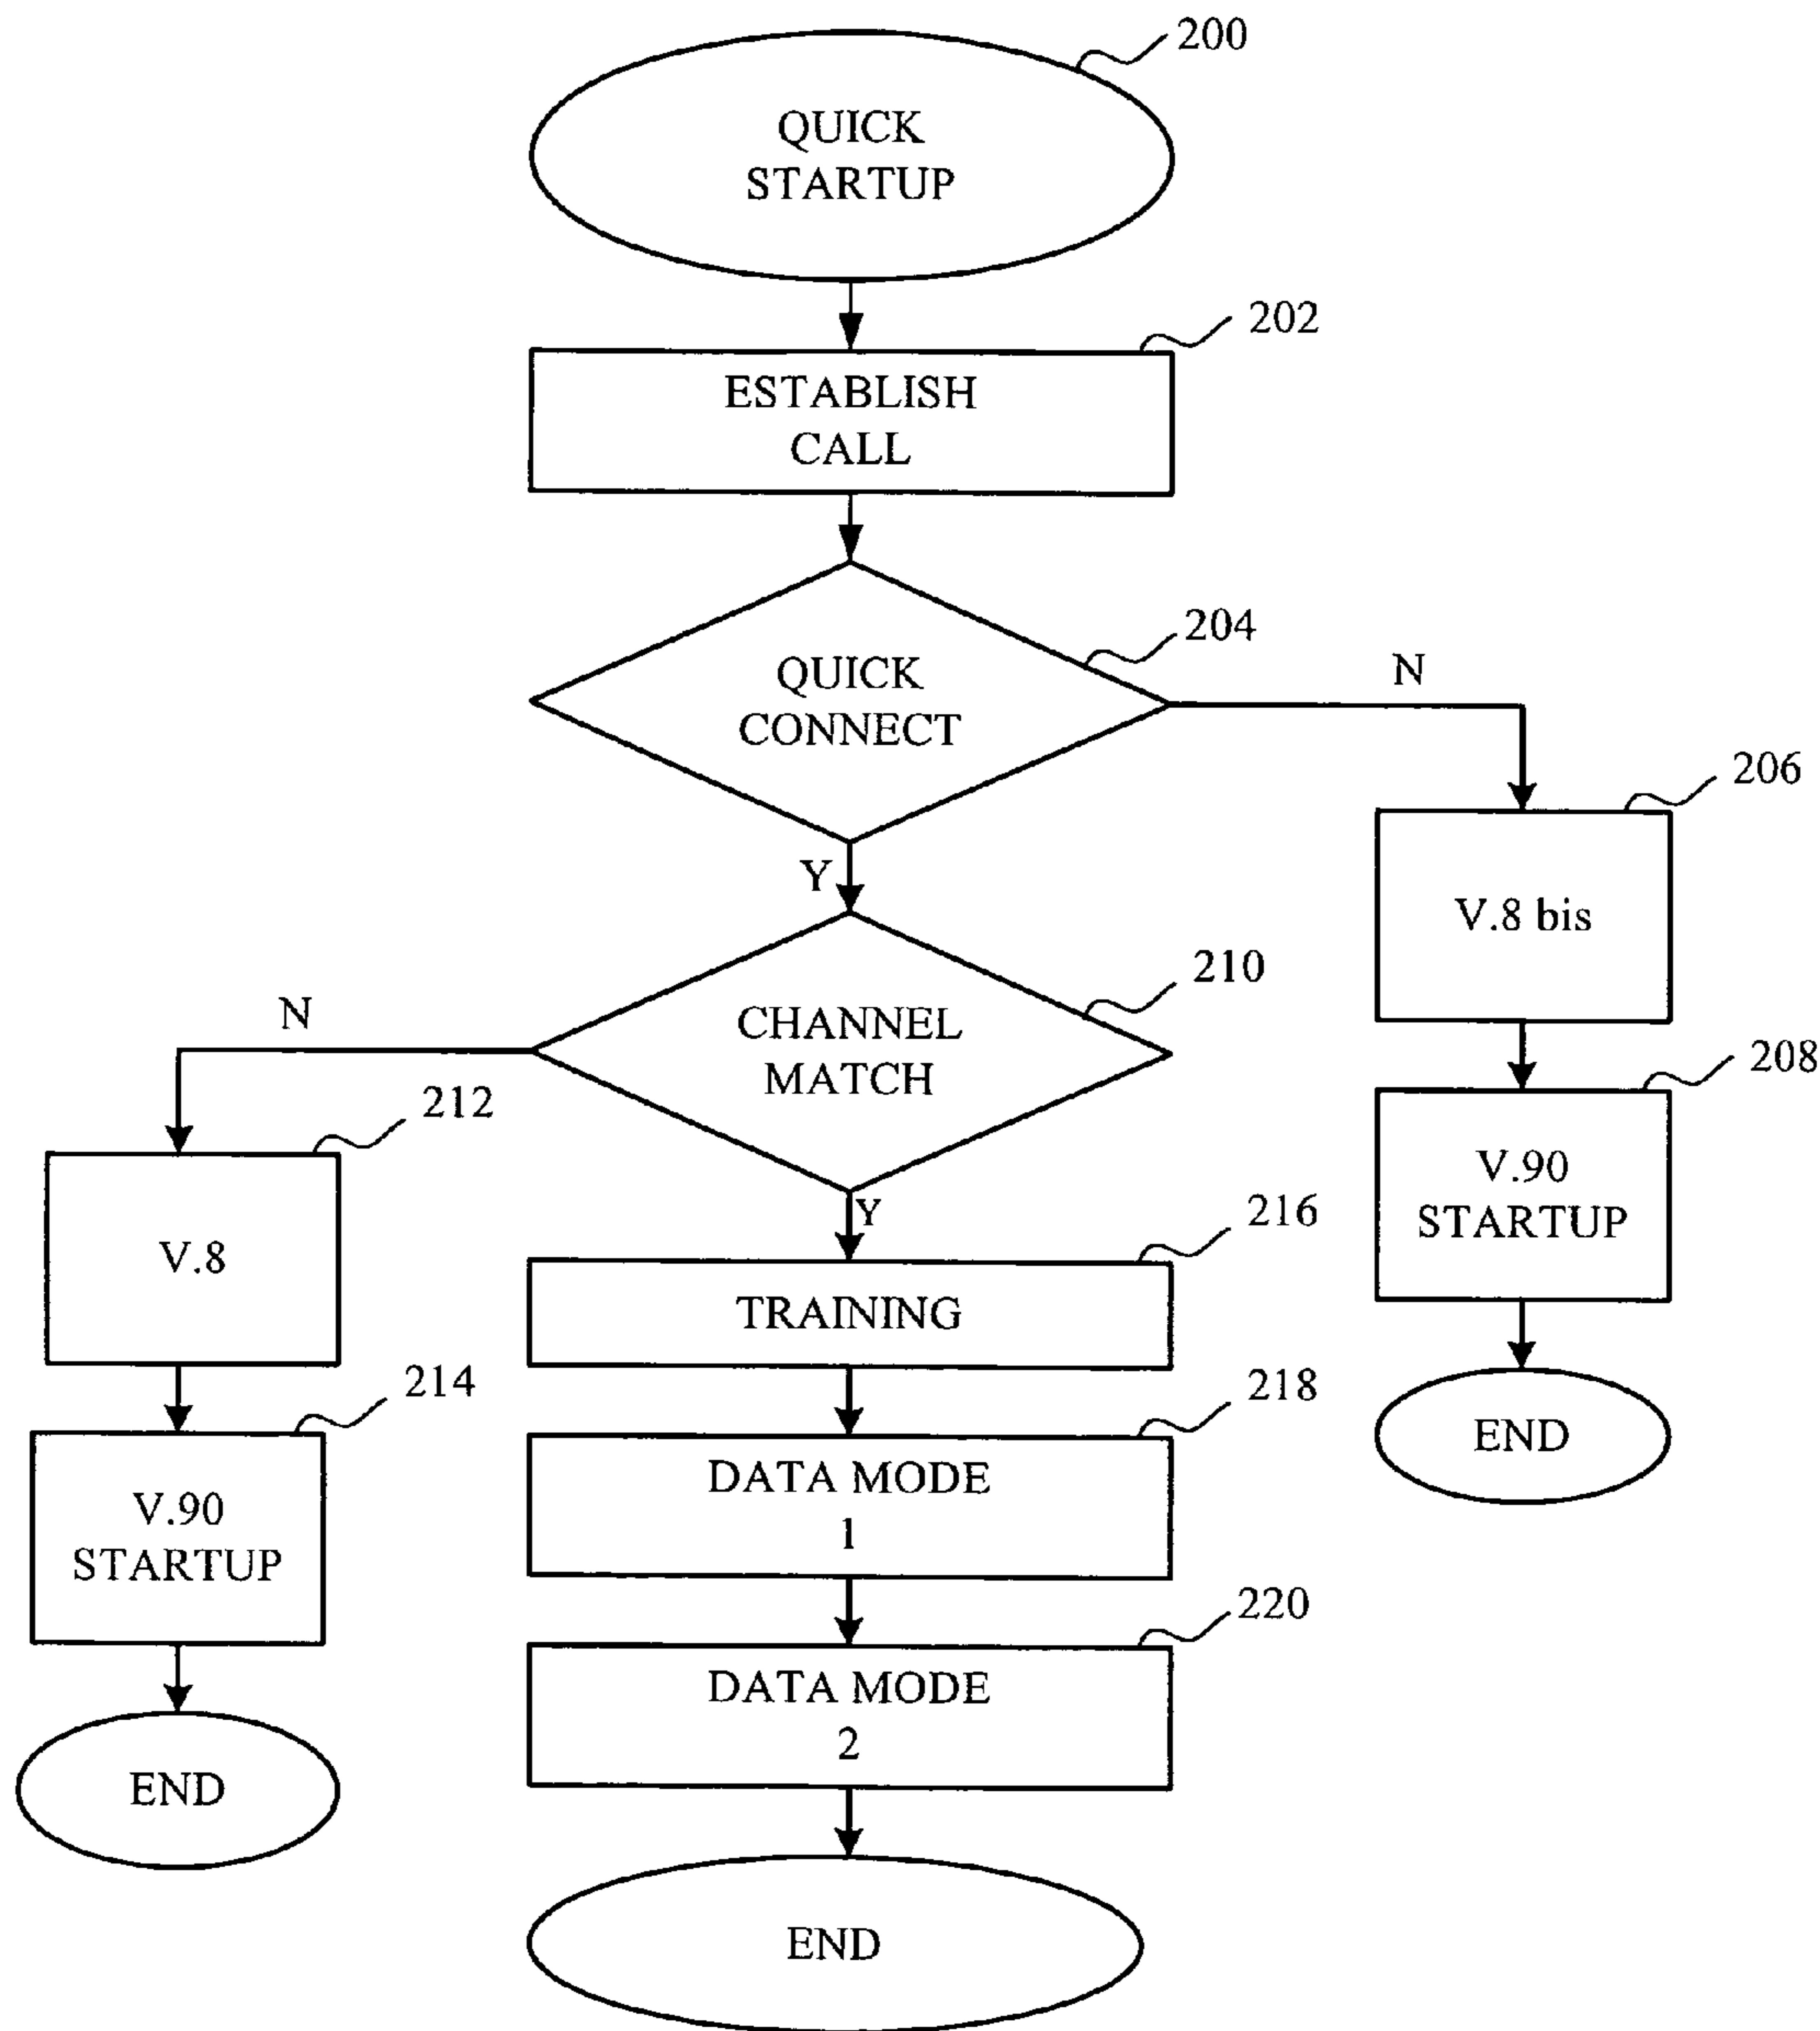 200
QUICK
STARTUP
202
ESTABLISH
CALL
204
QUICK
CONNECT
N
206
V.8 bis
Y
210
CHANNEL
MATCH
N
208
V.90
STARTUP
212
V.8
Y
216
TRAINING
END
214
V.90
STARTUP
218
DATA MODE
1
220
DATA MODE
2
END
END